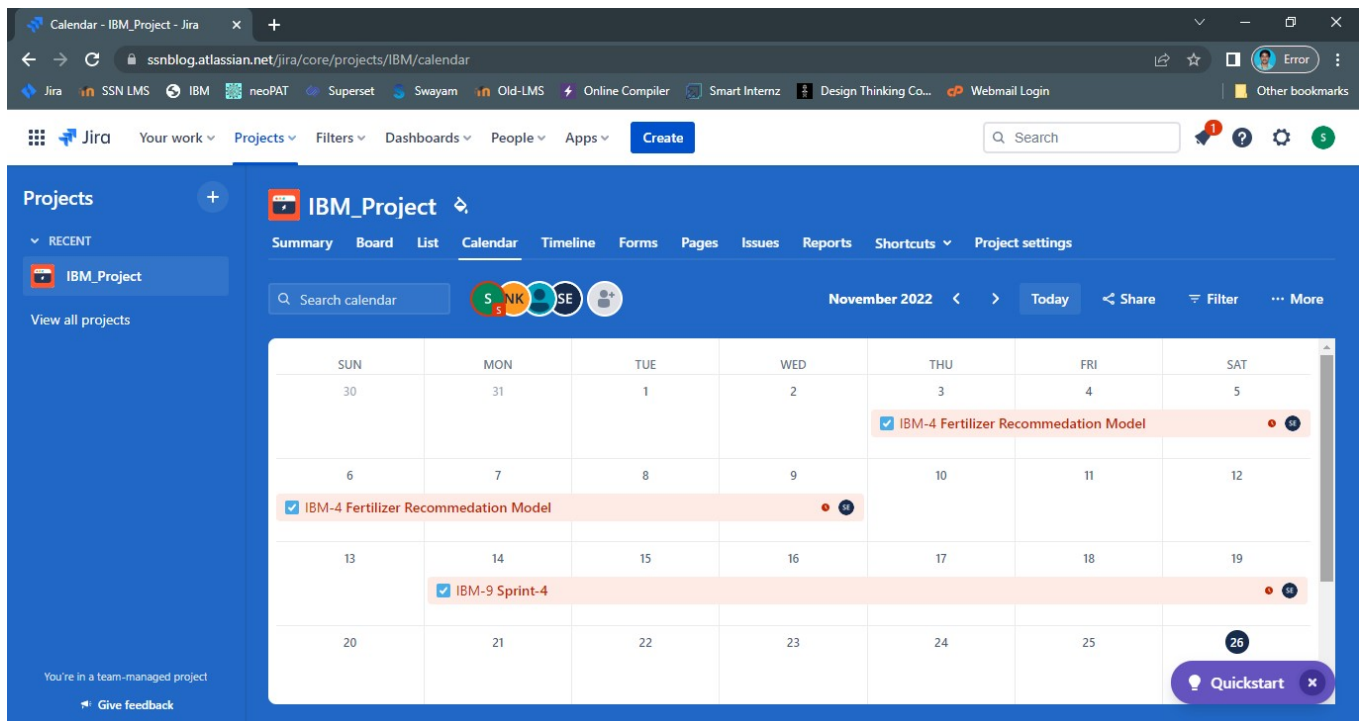 Calendar - IBM_Project - Jira
ssnblog.atlassian.net/jira/core/projects/IBM/calendar
Error
Jira SSN LMS IBM neoPAT Superset Swayam Old-LMS Online Compiler Smart Internz Design Thinking Co... Webmail Login Other bookmarks
Jira Your work Projects Filters Dashboards People Apps Create Search 1 S
Projects
RECENT
IBM_Project
View all projects
IBM_Project
Summary Board List Calendar Timeline Forms Pages Issues Reports Shortcuts Project settings
Search calendar S S NK SE November 2022 Today Share Filter More
SUN MON TUE WED THU FRI SAT
30 31 1 2 3 4 5
IBM-4 Fertilizer Recommedation Model SE
6 7 8 9 10 11 12
IBM-4 Fertilizer Recommedation Model SE
13 14 15 16 17 18 19
IBM-9 Sprint-4 SE
20 21 22 23 24 25 26
Quickstart
You're in a team-managed project
Give feedback